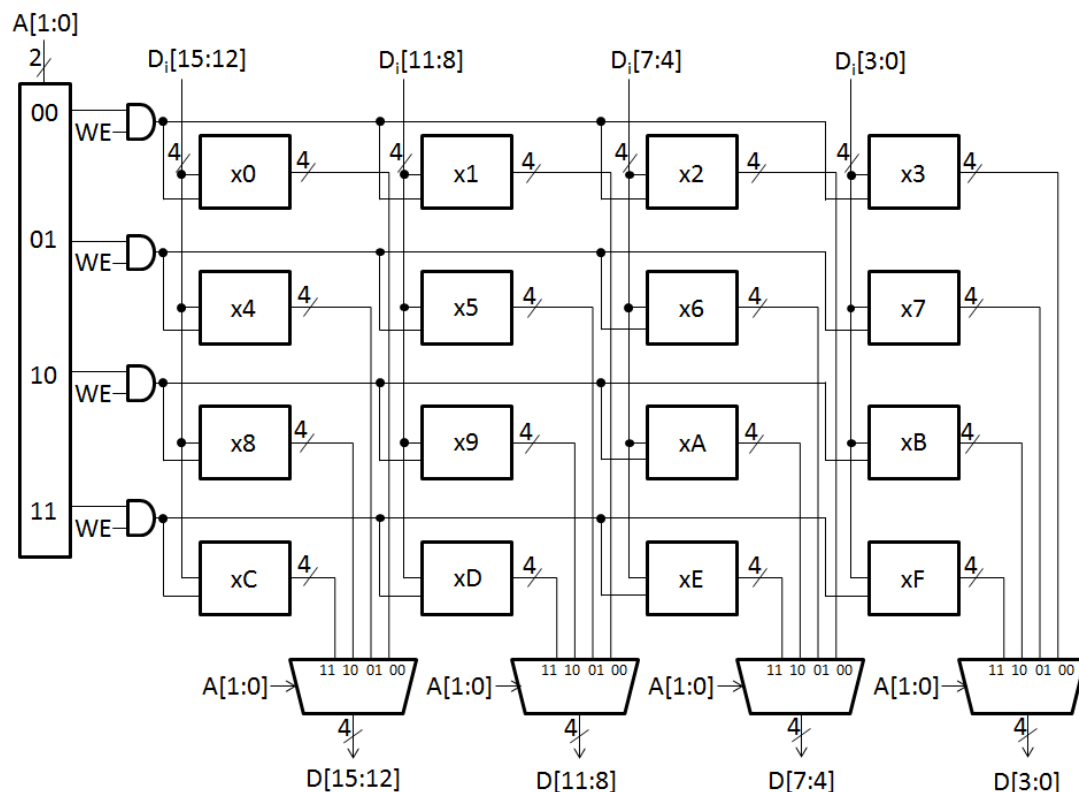 A[1:0]
2
Di[15:12] Di[11:8] Di[7:4] Di[3:0]
00
WE
4 x0 4 4 x1 4 4 x2 4 4 x3 4
01
WE
x4 4 x5 4 x6 4 x7 4
10
WE
x8 4 x9 4 xA 4 xB 4
11
WE
xC 4 xD 4 xE 4 xF 4
11 10 01 00 11 10 01 00 11 10 01 00 11 10 01 00
A[1:0] A[1:0] A[1:0] A[1:0]
4 4 4 4
D[15:12] D[11:8] D[7:4] D[3:0]